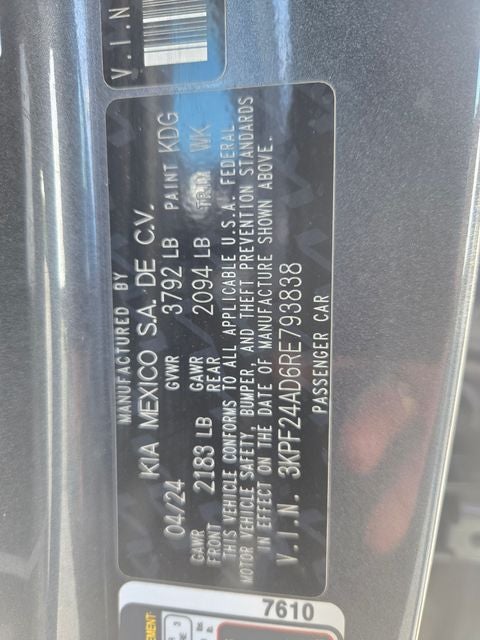 V.I.N
MANUFACTURED BY
KIA MEXICO S.A. DE C.V.
04/24 GVWR 3792 LB PAINT KDG
GAWR FRONT 2183 LB GAWR REAR 2094 LB WK
THIS VEHICLE CONFORMS TO ALL APPLICABLE U.S.A. FEDERAL
MOTOR VEHICLE SAFETY, BUMPER, AND THEFT PREVENTION STANDARDS
IN EFFECT ON THE DATE OF MANUFACTURE SHOWN ABOVE.
V.I.N. 3KPF24AD6RE793838
PASSENGER CAR
7610